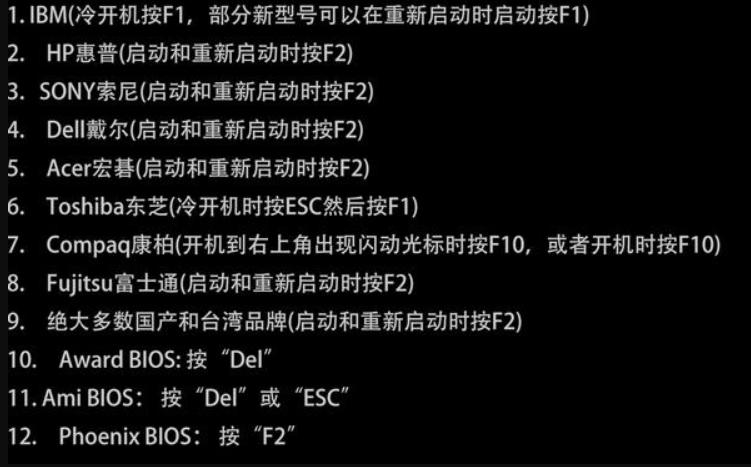 1. IBM(冷开机按F1，部分新型号可以在重新启动时启动按F1)
2. HP惠普(启动和重新启动时按F2)
3. SONY索尼(启动和重新启动时按F2)
4. Dell戴尔(启动和重新启动时按F2)
5. Acer宏碁(启动和重新启动时按F2)
6. Toshiba东芝(冷开机时按ESC然后按F1)
7. Compaq康柏(开机到右上角出现闪动光标时按F10，或者开机时按F10)
8. Fujitsu富士通(启动和重新启动时按F2)
9. 绝大多数国产和台湾品牌(启动和重新启动时按F2)
10. Award BIOS: 按“Del”
11. Ami BIOS： 按“Del”或“ESC”
12. Phoenix BIOS： 按“F2”